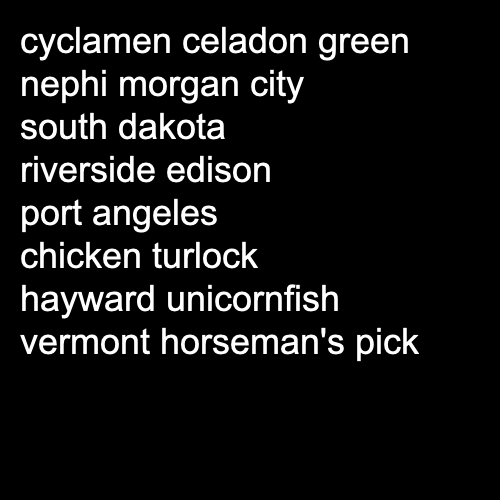 cyclamen celadon green
nephi morgan city
south dakota
riverside edison
port angeles
chicken turlock
hayward unicornfish
vermont horseman's pick